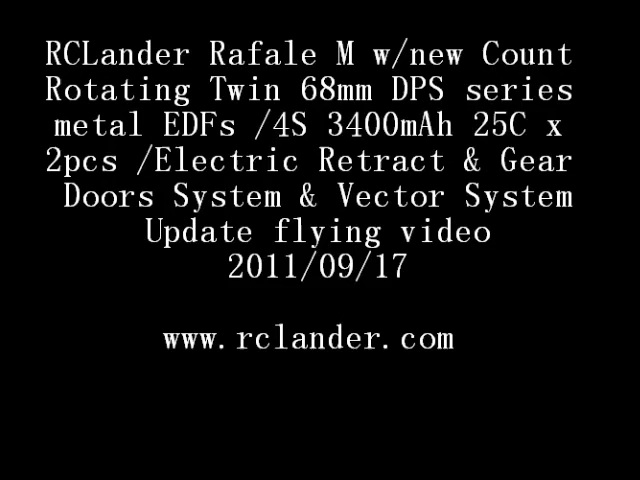 RCLander Rafale M w/new Count
Rotating Twin 68mm DPS series
metal EDFs /4S 3400mAh 25C x
2pcs /Electric Retract & Gear
Doors System & Vector System
Update flying video
2011/09/17
www.rclander.com